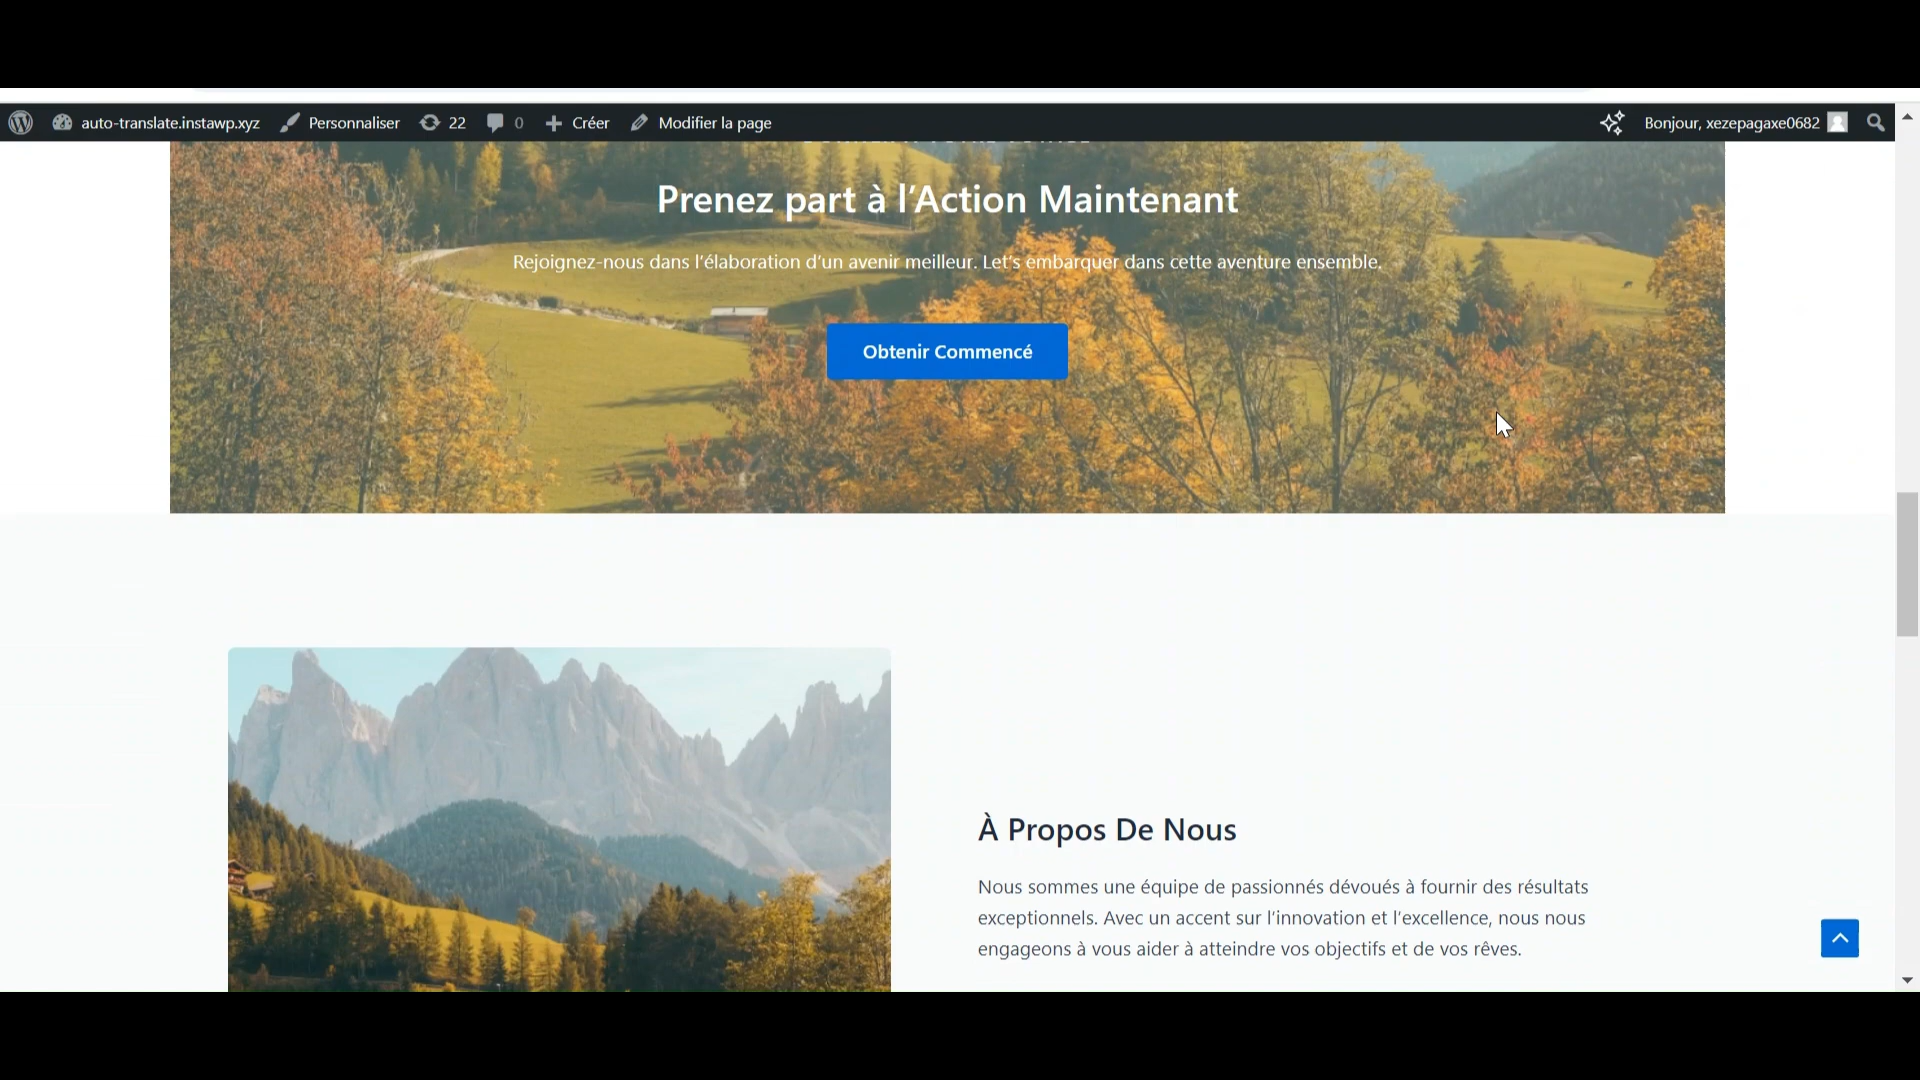 auto-translate.instawp.xyz Personnaliser 22 0 Créer Modifier la page Bonjour, xezepagaxe0682
Prenez part à l'Action Maintenant
Rejoignez-nous dans l'élaboration d'un avenir meilleur. Let's embarquer dans cette aventure ensemble.
Obtenir Commencé
À Propos De Nous
Nous sommes une équipe de passionnés dévoués à fournir des résultats
exceptionnels. Avec un accent sur l'innovation et l'excellence, nous nous
engageons à vous aider à atteindre vos objectifs et de vos rêves.